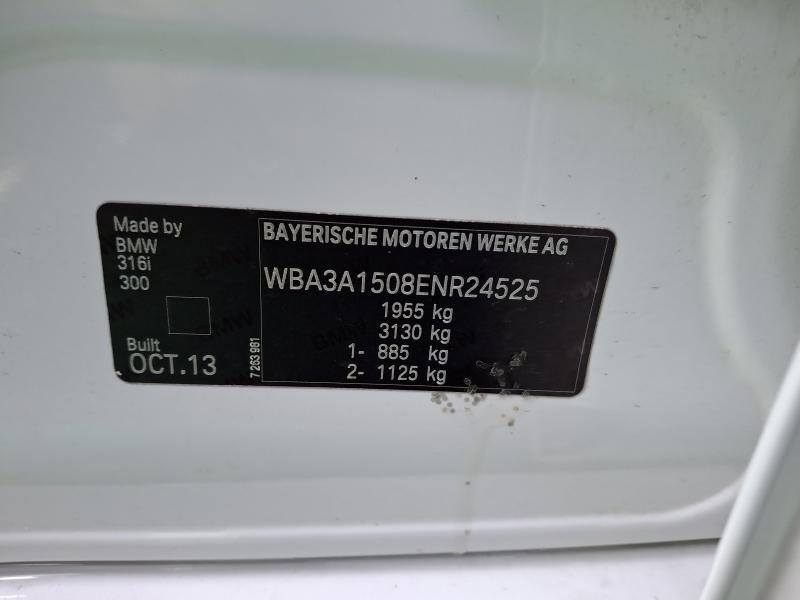 Made by
BMW
316i
300
Built
OCT.13
7 263 981
BAYERISCHE MOTOREN WERKE AG
WBA3A1508ENR24525
1955 kg
3130 kg
1- 885 kg
2- 1125 kg